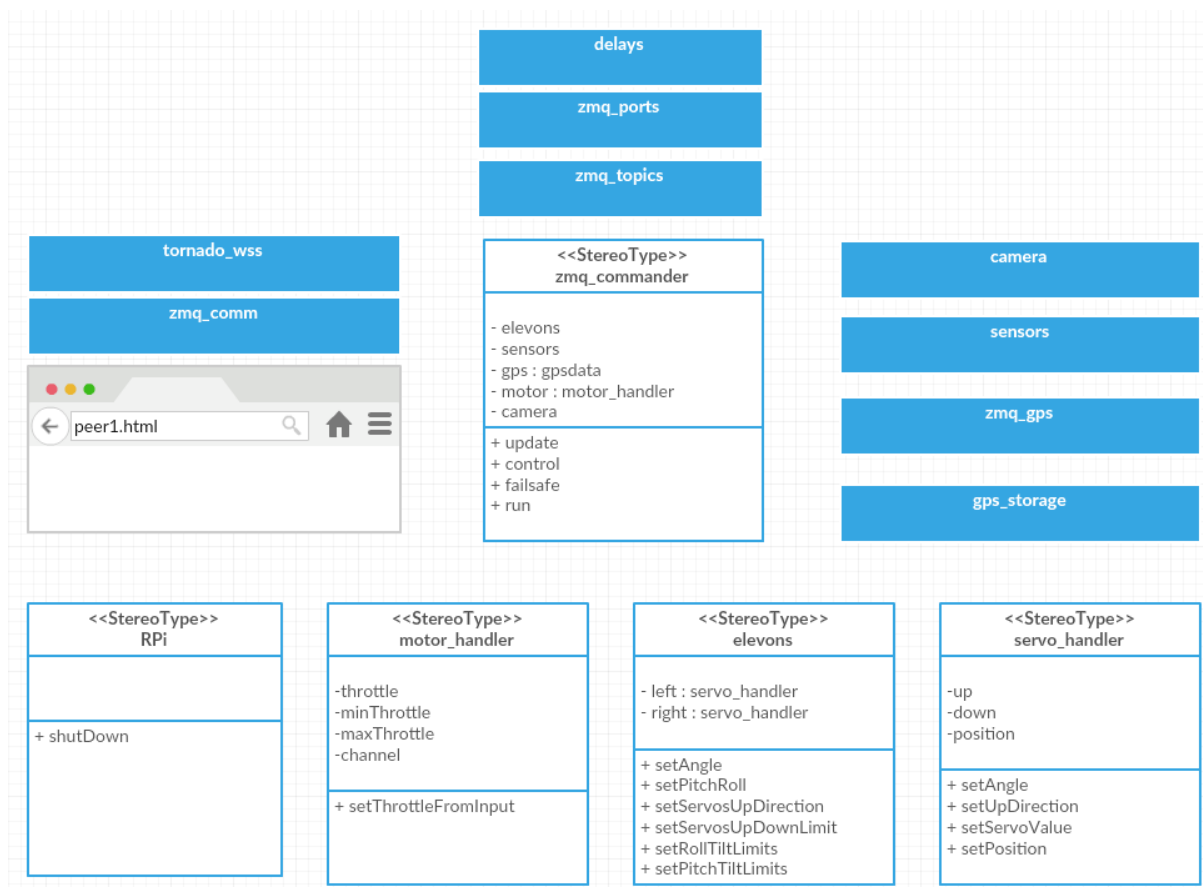 delays
zmq_ports
zmq_topics
tornado_wss
zmq_comm
peer1.html
<<StereoType>>
zmq_commander
- elevons
- sensors
- gps : gpsdata
- motor : motor_handler
- camera
+ update
+ control
+ failsafe
+ run
camera
sensors
zmq_gps
gps_storage
<<StereoType>>
RPi
+ shutDown
<<StereoType>>
motor_handler
-throttle
-minThrottle
-maxThrottle
-channel
+ setThrottleFromInput
<<StereoType>>
elevons
- left : servo_handler
- right : servo_handler
+ setAngle
+ setPitchRoll
+ setServosUpDirection
+ setServosUpDownLimit
+ setRollTiltLimits
+ setPitchTiltLimits
<<StereoType>>
servo_handler
-up
-down
-position
+ setAngle
+ setUpDirection
+ setServoValue
+ setPosition